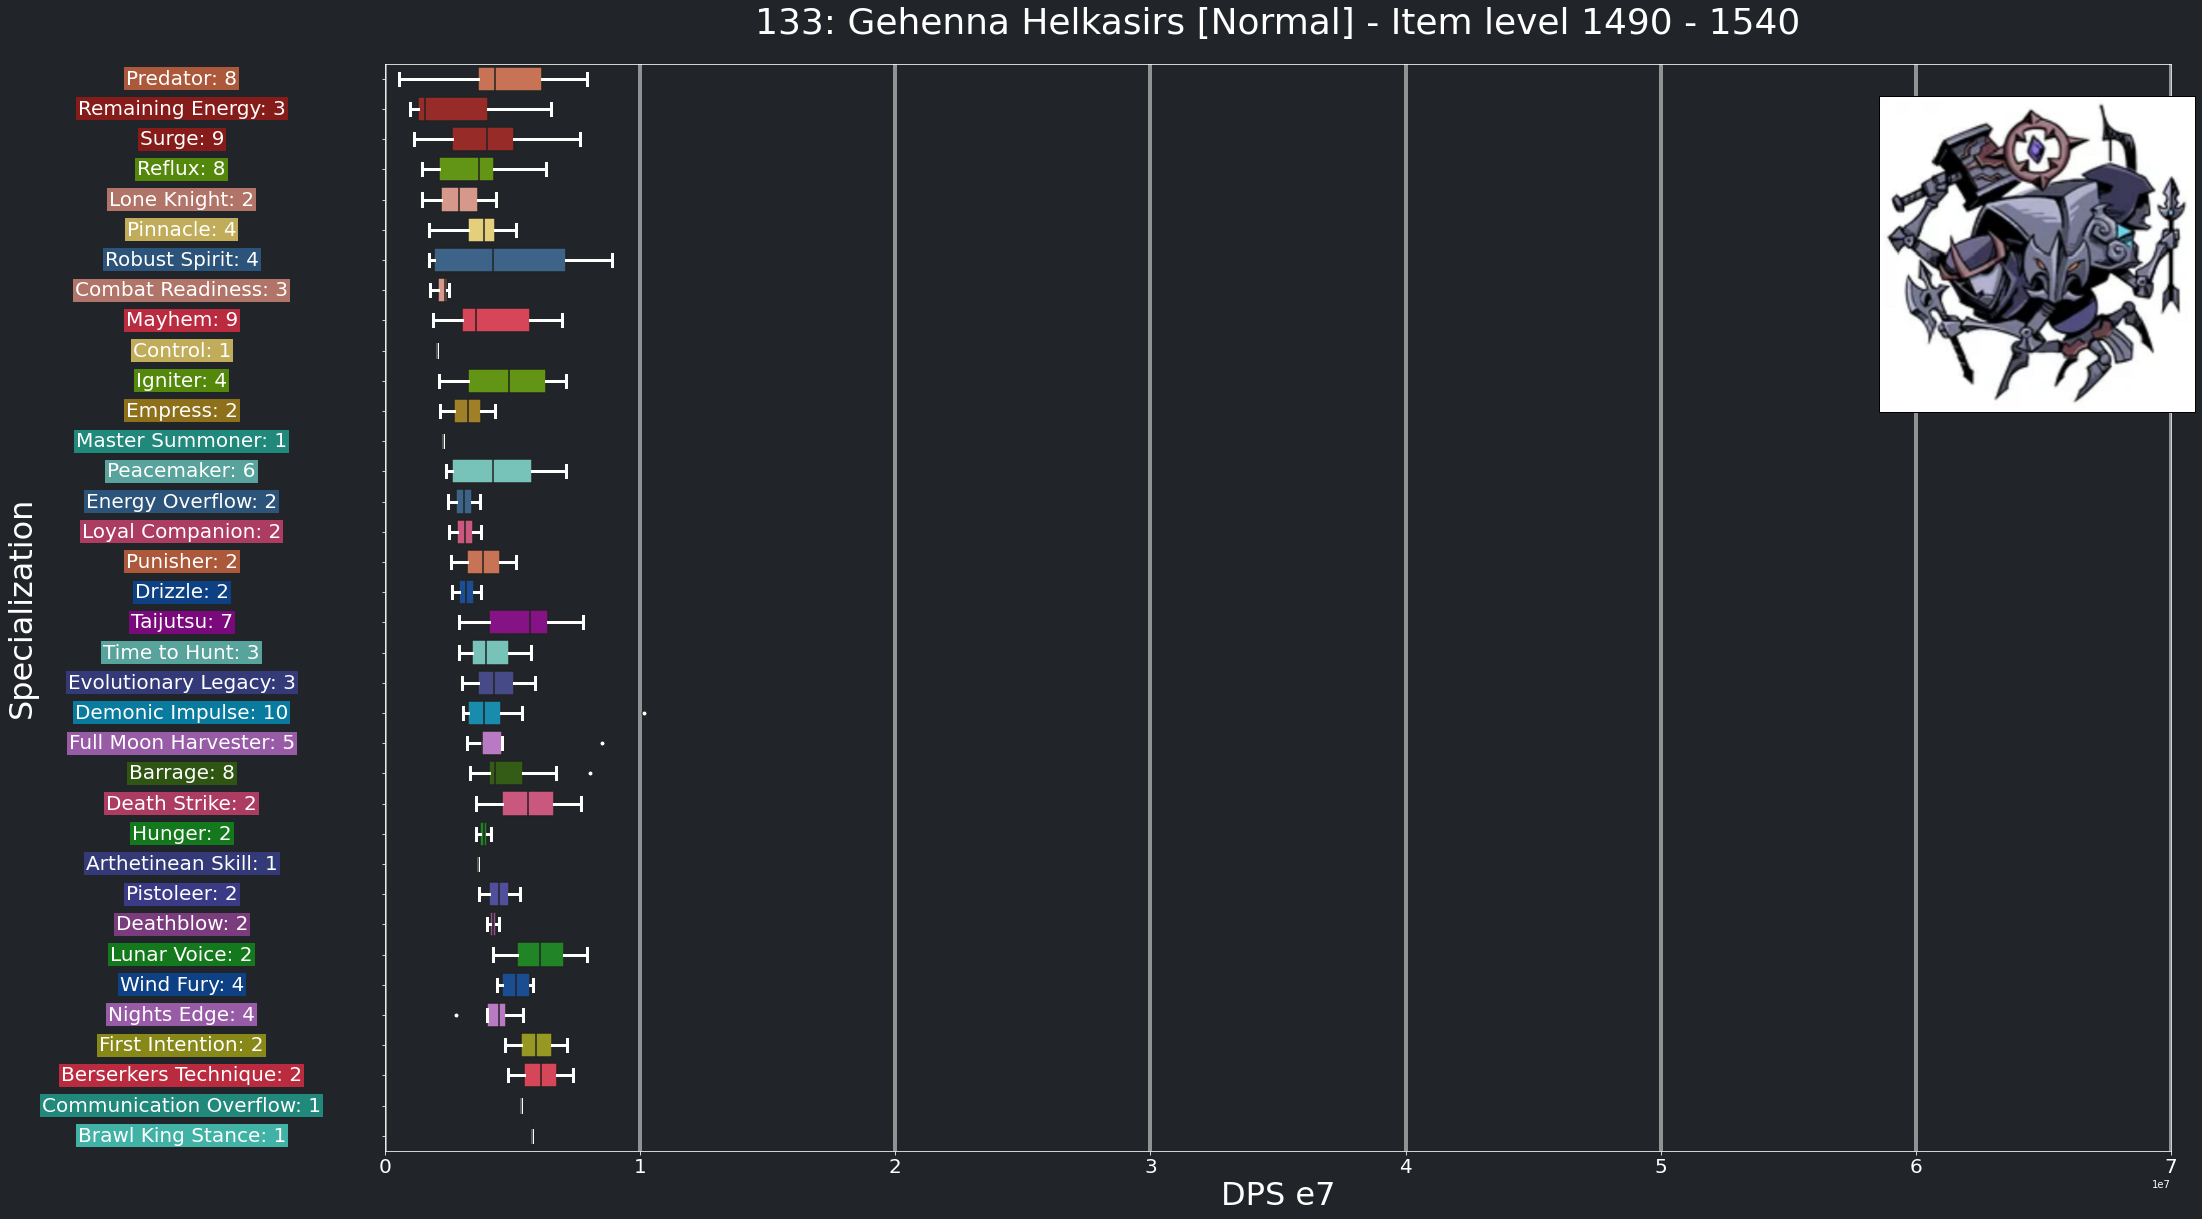 133: Gehenna Helkasirs [Normal] - Item level 1490 - 1540
Specialization
Predator: 8
Remaining Energy: 3
Surge: 9
Reflux: 8
Lone Knight: 2
Pinnacle: 4
Robust Spirit: 4
Combat Readiness: 3
Mayhem: 9
Control: 1
Igniter: 4
Empress: 2
Master Summoner: 1
Peacemaker: 6
Energy Overflow: 2
Loyal Companion: 2
Punisher: 2
Drizzle: 2
Taijutsu: 7
Time to Hunt: 3
Evolutionary Legacy: 3
Demonic Impulse: 10
Full Moon Harvester: 5
Barrage: 8
Death Strike: 2
Hunger: 2
Arthetinean Skill: 1
Pistoleer: 2
Deathblow: 2
Lunar Voice: 2
Wind Fury: 4
Nights Edge: 4
First Intention: 2
Berserkers Technique: 2
Communication Overflow: 1
Brawl King Stance: 1
0 1 2 3 4 5 6 7
1e7
DPS e7